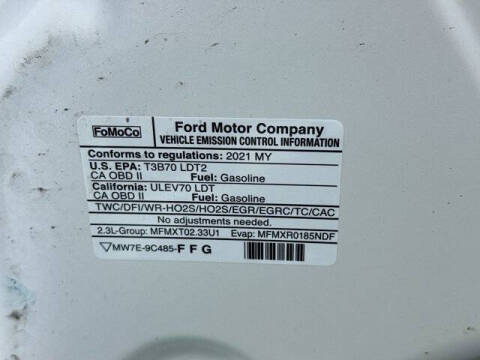 FoMoCo
Ford Motor Company
VEHICLE EMISSION CONTROL INFORMATION
Conforms to regulations: 2021 MY
U.S. EPA: T3B70 LDT2
CA OBD II Fuel: Gasoline
California: ULEV70 LDT
CA OBD II Fuel: Gasoline
TWC/DFI/WR-HO2S/HO2S/EGR/EGRC/TC/CAC
No adjustments needed.
2.3L-Group: MFMXT02.33U1 Evap: MFMXR0185NDF
MW7E-9C485-F F G